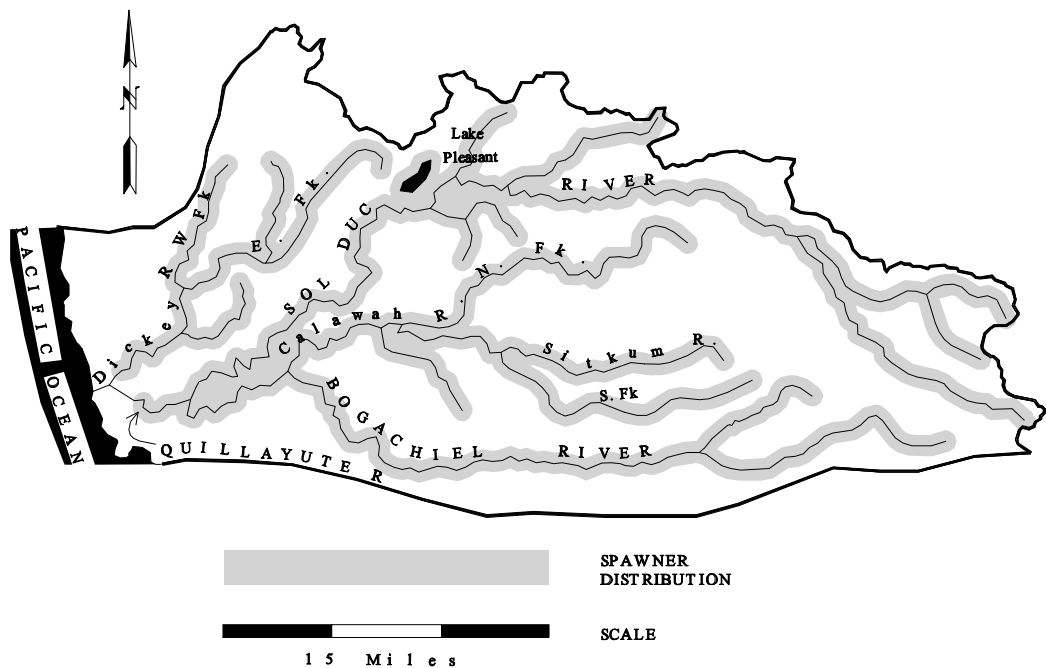 N
Lake
Pleasant
RIVER
Dickey R W Fk
E. Fk.
SOL DUC
N. Fk.
Calawah R.
Sitkum R.
S. Fk
BOGACHIEL RIVER
QUILLAYUTE R
PACIFIC OCEAN
SPAWNER
DISTRIBUTION
SCALE
15 Miles